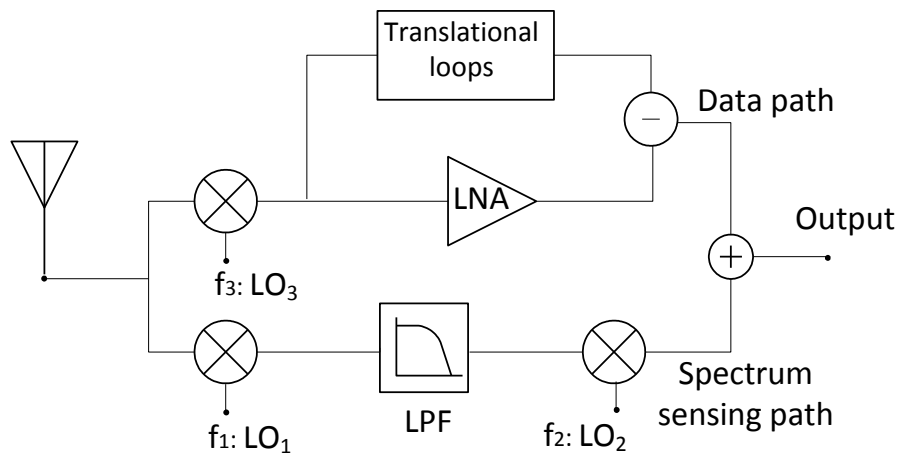 Translational
loops
−
Data path
LNA
Output
+
f₃: LO₃
LPF
Spectrum
sensing path
f₁: LO₁
f₂: LO₂